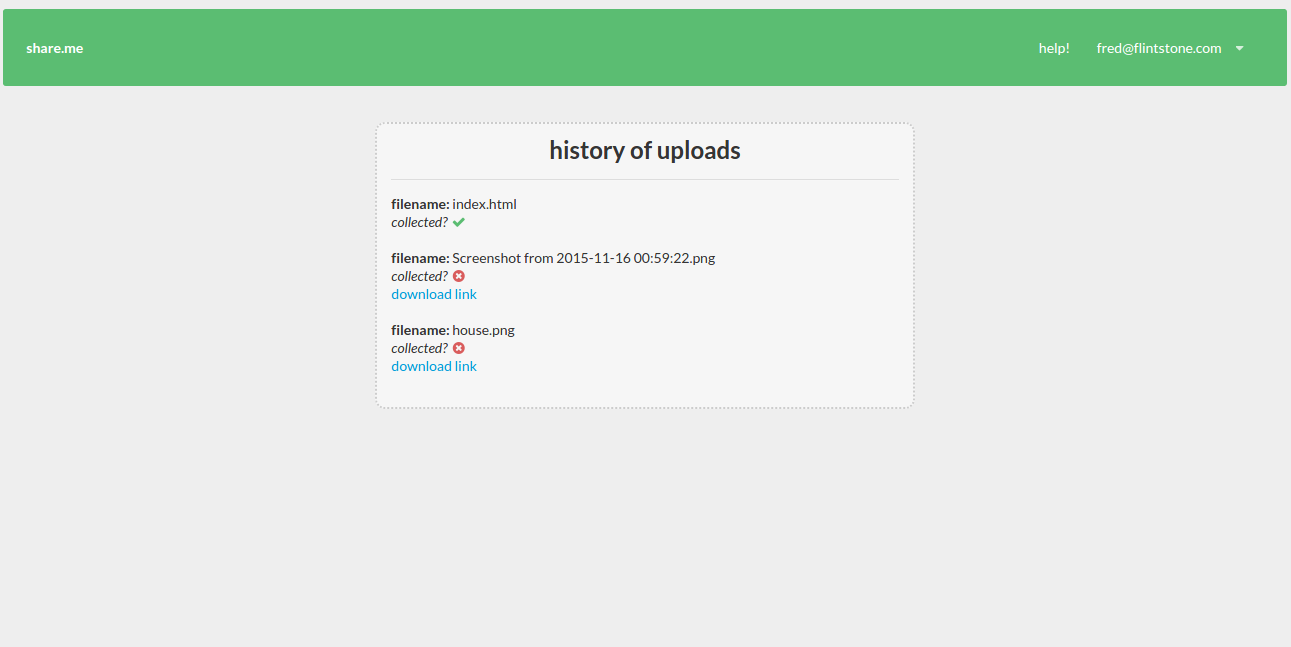 share.me
help!
fred@flintstone.com
history of uploads
filename: index.html
collected?
filename: Screenshot from 2015-11-16 00:59:22.png
collected?
download link
filename: house.png
collected?
download link